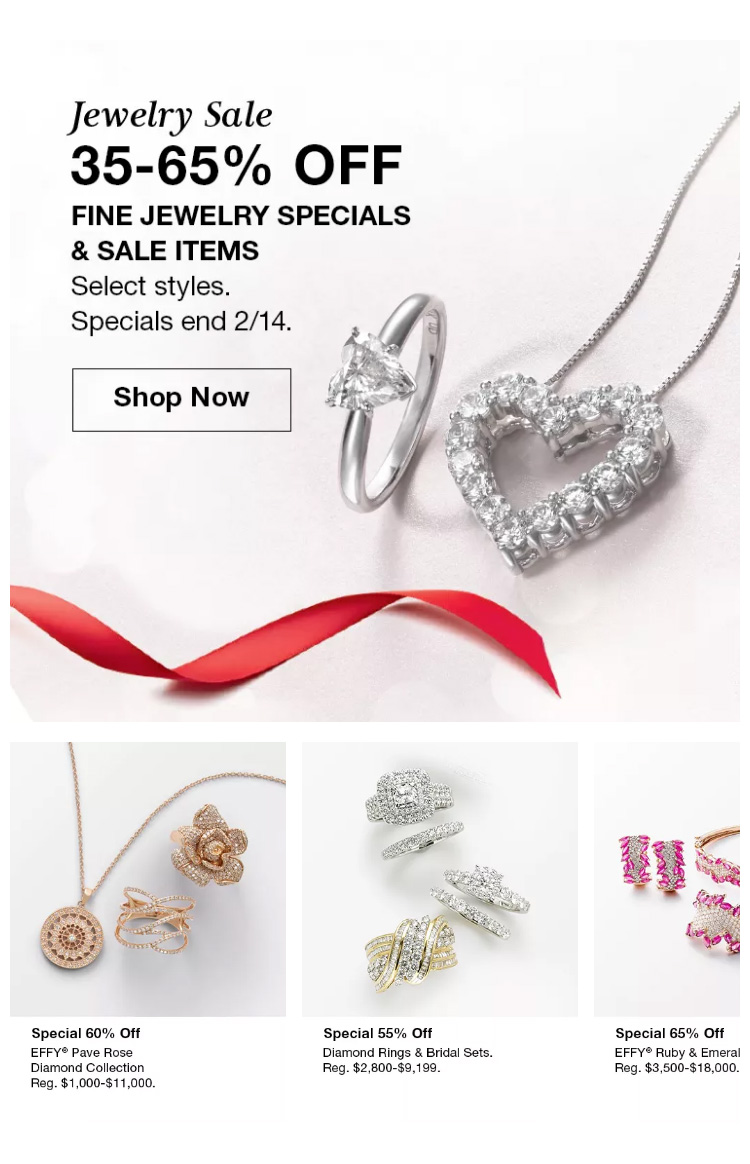 Jewelry Sale
35-65% OFF
FINE JEWELRY SPECIALS
& SALE ITEMS
Select styles.
Specials end 2/14.
Shop Now
Special 60% Off
EFFY® Pave Rose
Diamond Collection
Reg. $1,000-$11,000.
Special 55% Off
Diamond Rings & Bridal Sets.
Reg. $2,800-$9,199.
Special 65% Off
EFFY® Ruby & Emeral
Reg. $3,500-$18,000.